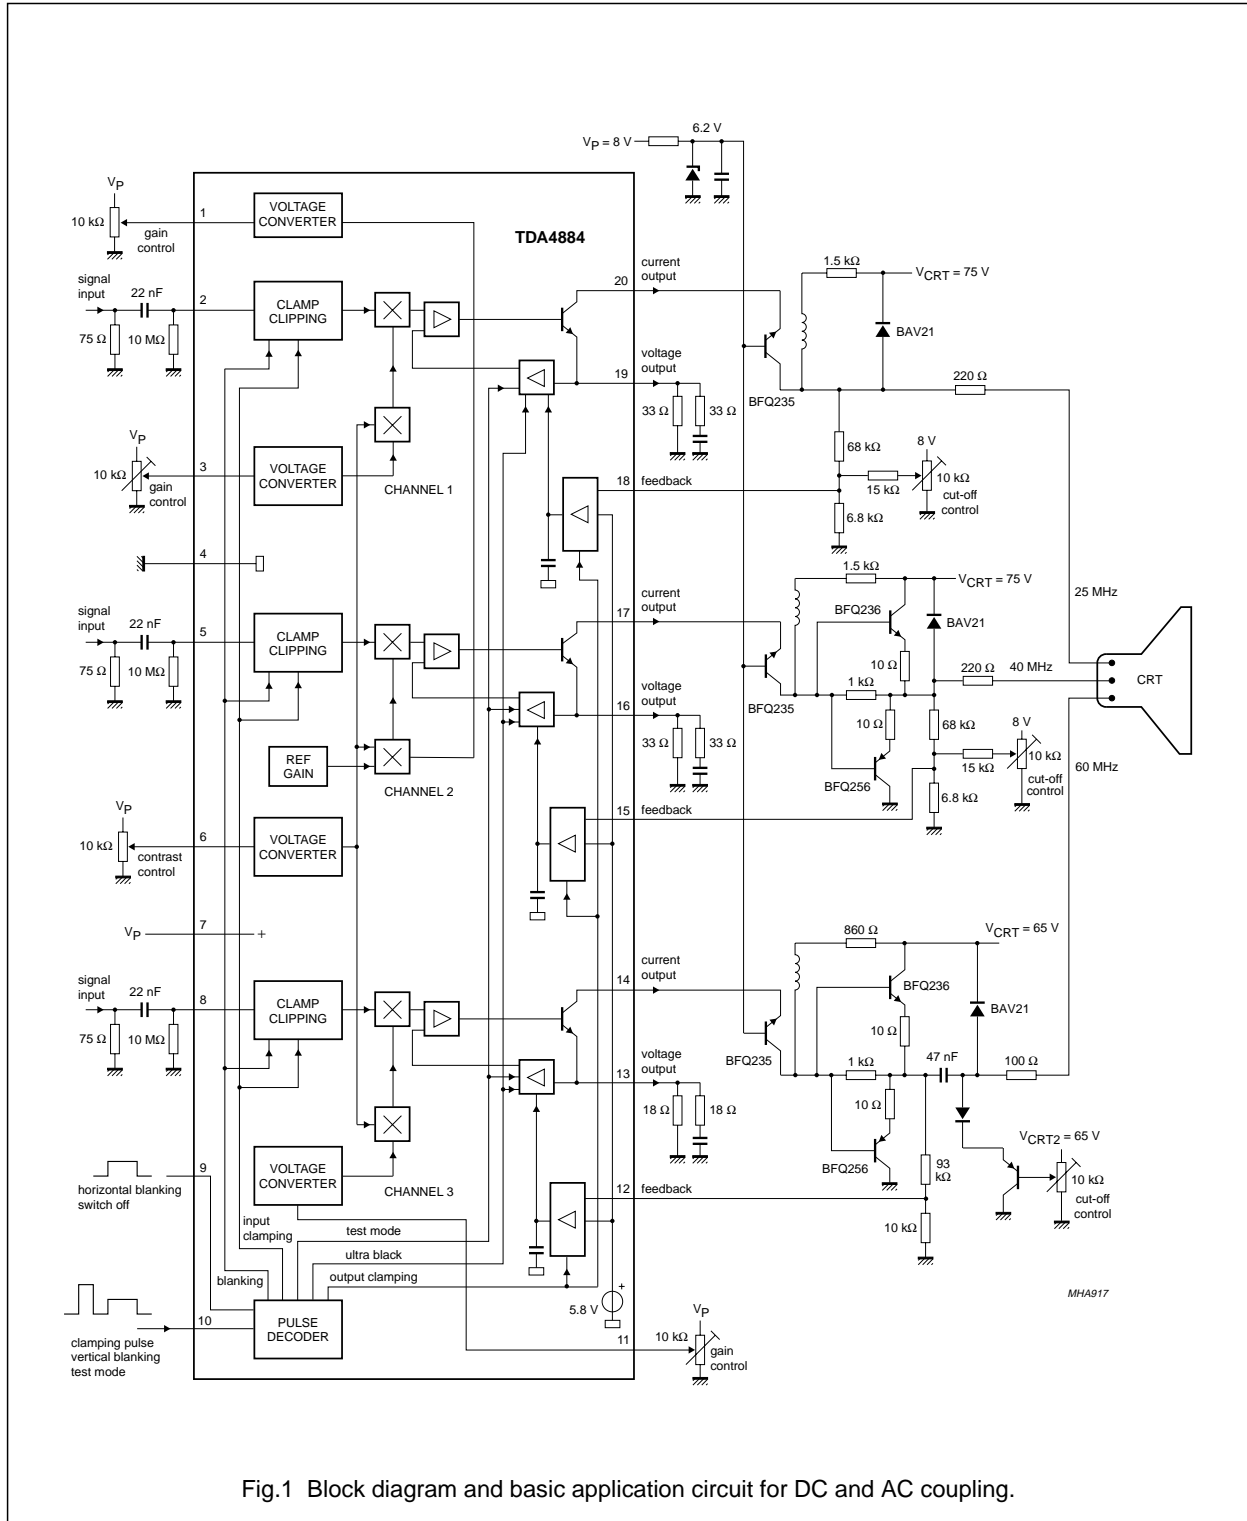 VP = 8 V
6.2 V
VP
10 kΩ
gain
control
1
VOLTAGE
CONVERTER
TDA4884
signal
input
22 nF
2
75 Ω
10 MΩ
CLAMP
CLIPPING
current
output
20
1.5 kΩ
VCRT = 75 V
BAV21
BFQ235
voltage
output
19
33 Ω
33 Ω
220 Ω
68 kΩ
8 V
10 kΩ
15 kΩ
cut-off
control
6.8 kΩ
VP
10 kΩ
gain
control
3
VOLTAGE
CONVERTER
CHANNEL 1
18
feedback
4
signal
input
22 nF
5
75 Ω
10 MΩ
CLAMP
CLIPPING
current
output
17
1.5 kΩ
VCRT = 75 V
25 MHz
BFQ236
BAV21
10 Ω
220 Ω
40 MHz
CRT
1 kΩ
BFQ235
voltage
output
16
33 Ω
33 Ω
10 Ω
68 kΩ
8 V
10 kΩ
15 kΩ
cut-off
control
60 MHz
BFQ256
6.8 kΩ
REF
GAIN
CHANNEL 2
15
feedback
VP
10 kΩ
contrast
control
6
VOLTAGE
CONVERTER
VP
7
+
signal
input
22 nF
8
75 Ω
10 MΩ
CLAMP
CLIPPING
current
output
14
860 Ω
VCRT = 65 V
BFQ236
BAV21
10 Ω
BFQ235
1 kΩ
47 nF
100 Ω
voltage
output
13
18 Ω
18 Ω
10 Ω
BFQ256
93
kΩ
VCRT2 = 65 V
10 kΩ
cut-off
control
9
horizontal blanking
switch off
VOLTAGE
CONVERTER
CHANNEL 3
12
feedback
10 kΩ
input
clamping
test mode
ultra black
blanking
output clamping
5.8 V
+
10
clamping pulse
vertical blanking
test mode
PULSE
DECODER
11
VP
10 kΩ
gain
control
MHA917
Fig.1 Block diagram and basic application circuit for DC and AC coupling.